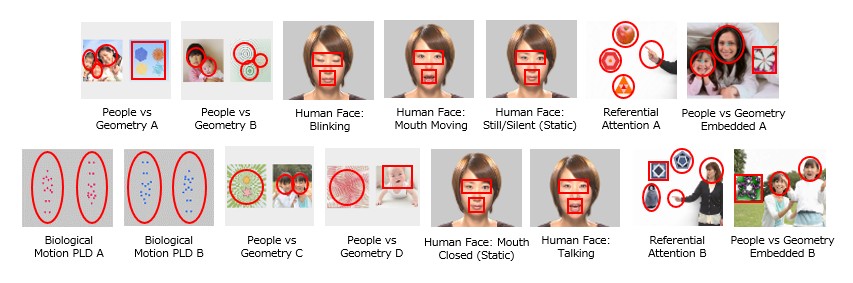 People vs
Geometry A
People vs
Geometry B
Human Face:
Blinking
Human Face:
Mouth Moving
Human Face:
Still/Silent (Static)
Referential
Attention A
People vs Geometry
Embedded A
Biological
Motion PLD A
Biological
Motion PLD B
People vs
Geometry C
People vs
Geometry D
Human Face: Mouth
Closed (Static)
Human Face:
Talking
Referential
Attention B
People vs Geometry
Embedded B